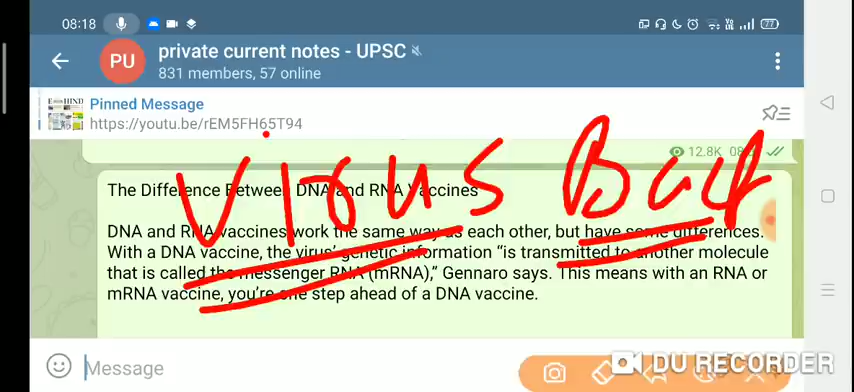 08:18
77
PU
private current notes - UPSC
831 members, 57 online
Pinned Message
https://youtu.be/rEM5FH65T94
12.8K
The Difference Between DNA and RNA Vaccines
DNA and RNA vaccines work the same way as each other, but have some differences.
With a DNA vaccine, the virus' genetic information “is transmitted to another molecule
that is called the messenger RNA (mRNA),” Gennaro says. This means with an RNA or
mRNA vaccine, you're one step ahead of a DNA vaccine.
Virus
Message
DU RECORDER